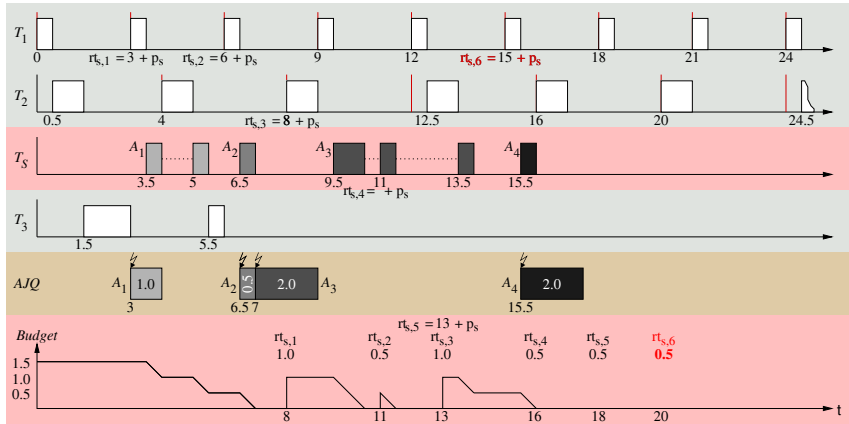 T1
0 3 6 9 12 15 18 21 24
rts,1 = 3 + ps rts,2 = 6 + ps rts,6 = 15 + ps
T2
0.5 4 8 12.5 16 20 24.5
rts,3 = 8 + ps
TS A1 A2 A3 A4
3.5 5 6.5 9.5 11 13.5 15.5
rts,4 = + ps
T3
1.5 5.5
AJQ A1 1.0 A2 0.5 2.0 A3 A4 2.0
3 6.5 7 15.5
rts,5 = 13 + ps
Budget rts,1 rts,2 rts,3 rts,4 rts,5 rts,6
1.0 0.5 1.0 0.5 0.5 0.5
1.5
1.0
0.5
8 11 13 16 18 20 t